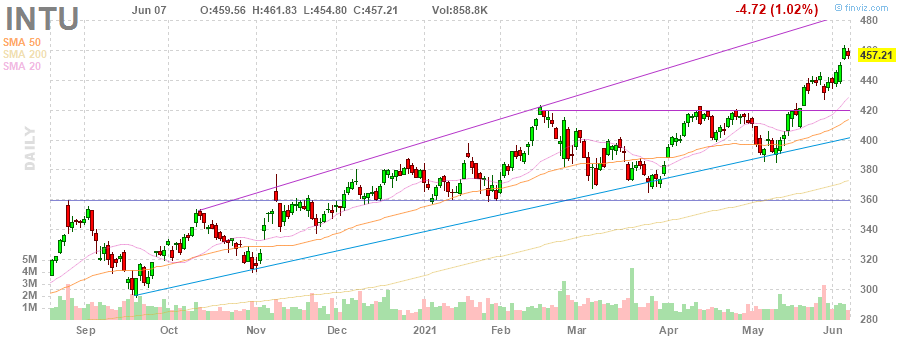 INTU
Jun 07 O:459.56 H:461.83 L:454.80 C:457.21 Vol:858.8K -4.72 (1.02%)
© finviz.com
SMA 50
SMA 200
SMA 20
DAILY
480
460
457.21
440
420
400
380
360
340
320
300
280
5M
4M
3M
2M
1M
Sep Oct Nov Dec 2021 Feb Mar Apr May Jun